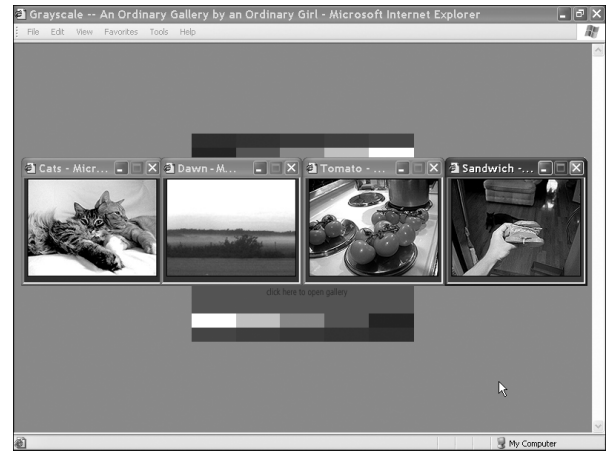 Grayscale -- An Ordinary Gallery by an Ordinary Girl - Microsoft Internet Explorer
File Edit View Favorites Tools Help
Cats - Micr...
Dawn - M...
Tomato - ...
Sandwich -...
click here to open gallery
My Computer